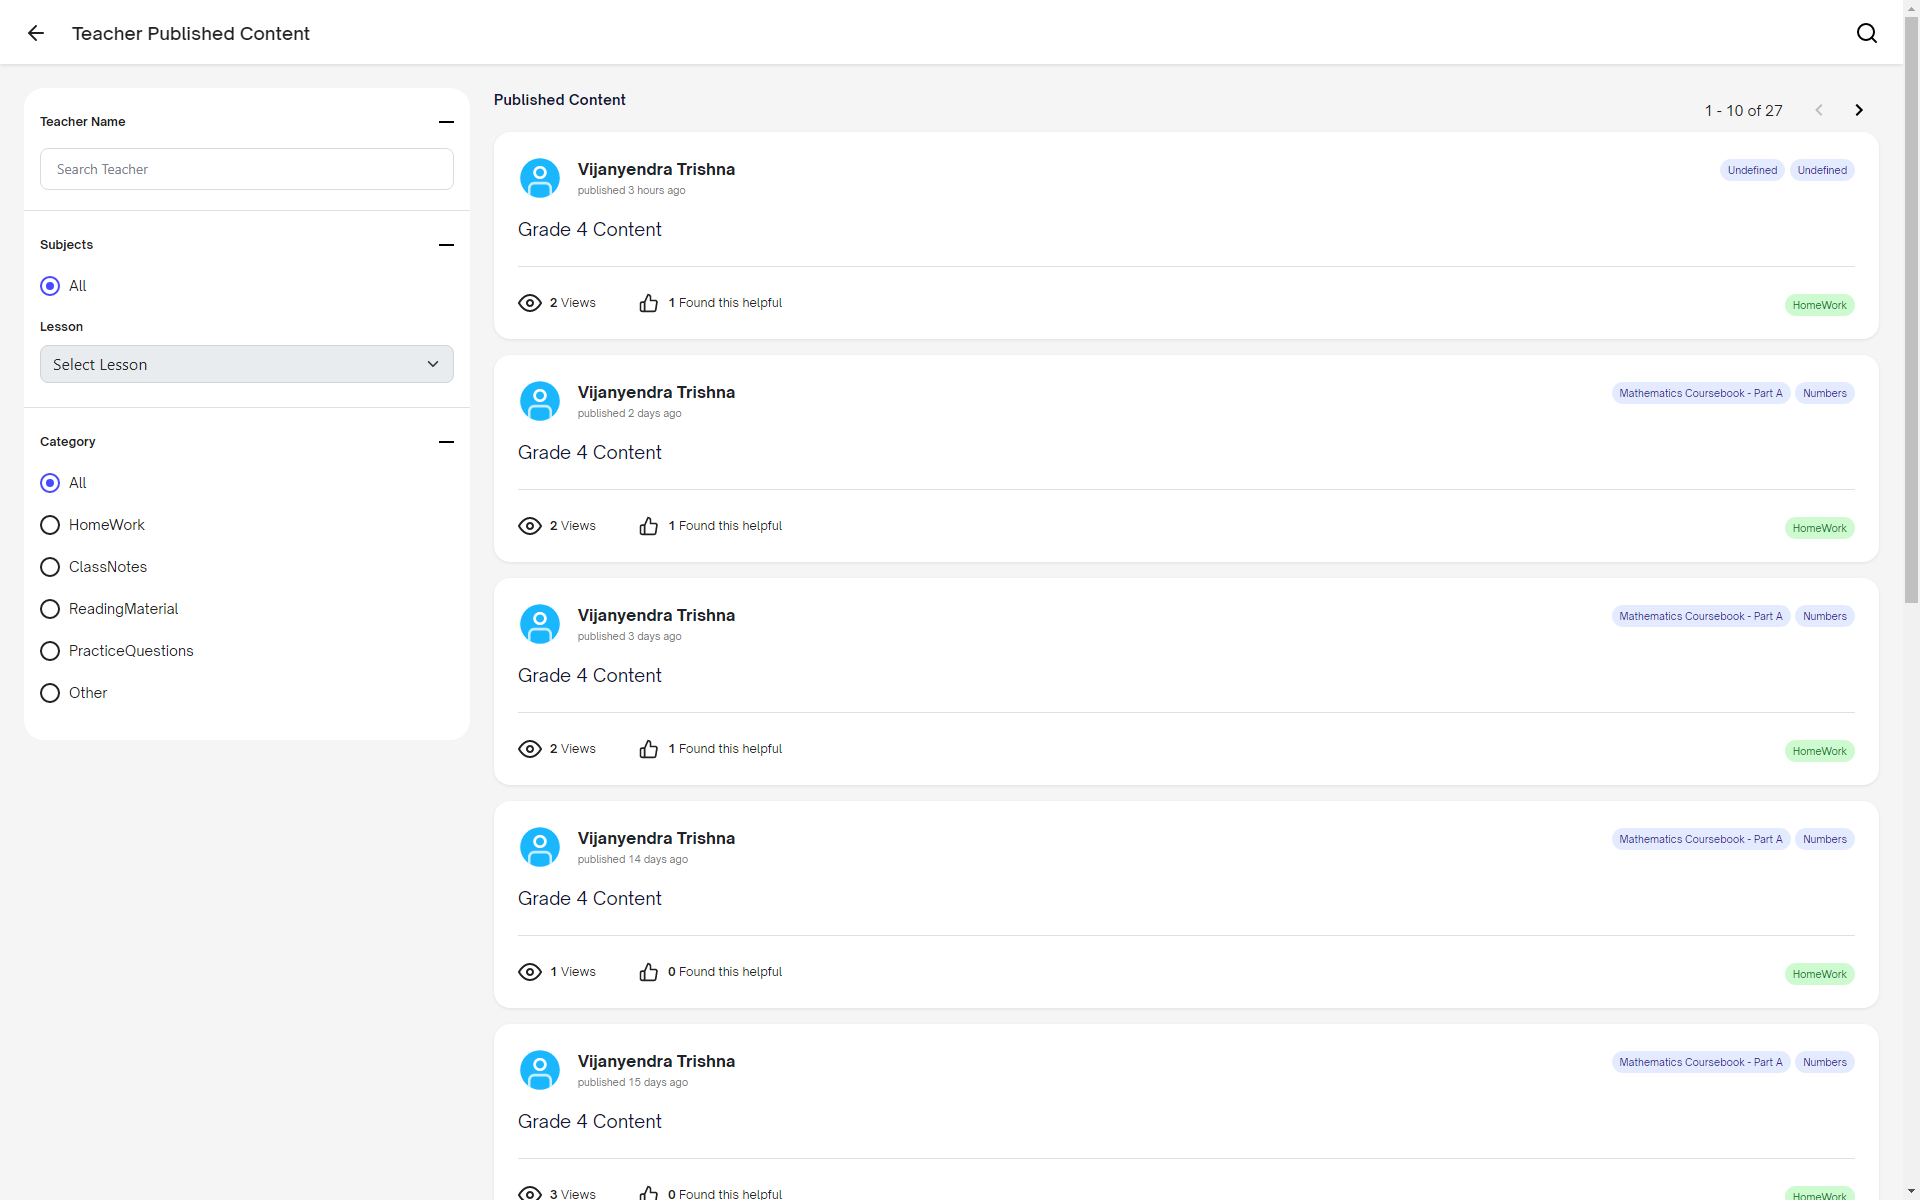 Teacher Published Content
Teacher Name
Search Teacher
Subjects
All
Lesson
Select Lesson
Category
All
HomeWork
ClassNotes
ReadingMaterial
PracticeQuestions
Other
Published Content
1 - 10 of 27
Vijanyendra Trishna
published 3 hours ago
Undefined Undefined
Grade 4 Content
2 Views 1 Found this helpful
HomeWork
Vijanyendra Trishna
published 2 days ago
Mathematics Coursebook - Part A Numbers
Grade 4 Content
2 Views 1 Found this helpful
HomeWork
Vijanyendra Trishna
published 3 days ago
Mathematics Coursebook - Part A Numbers
Grade 4 Content
2 Views 1 Found this helpful
HomeWork
Vijanyendra Trishna
published 14 days ago
Mathematics Coursebook - Part A Numbers
Grade 4 Content
1 Views 0 Found this helpful
HomeWork
Vijanyendra Trishna
published 15 days ago
Mathematics Coursebook - Part A Numbers
Grade 4 Content
3 Views 0 Found this helpful
HomeWork